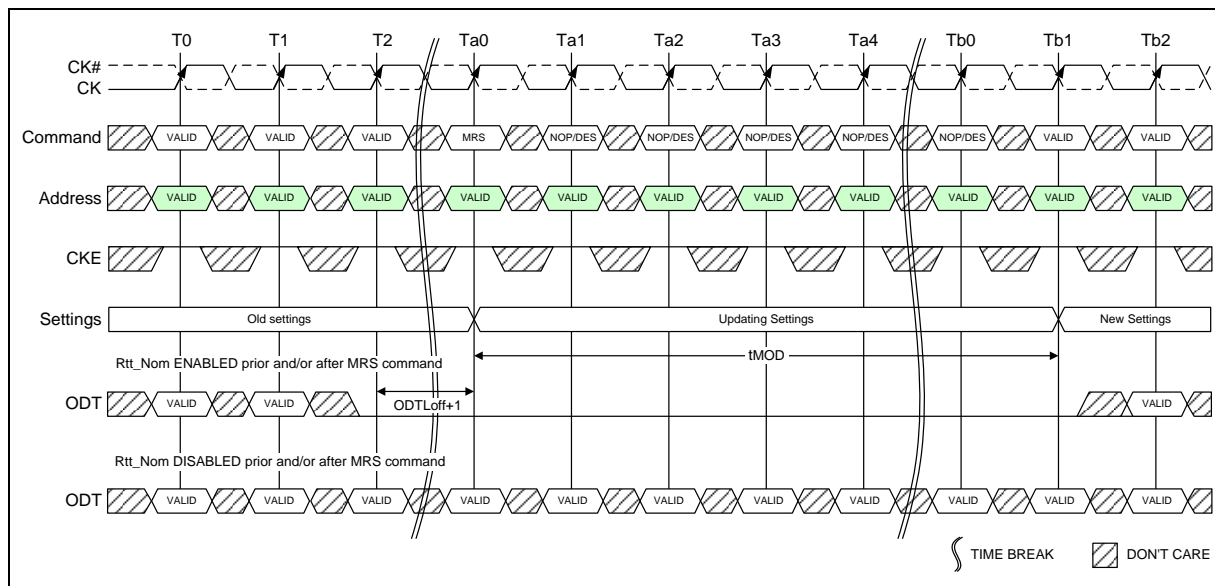 T0 T1 T2 Ta0 Ta1 Ta2 Ta3 Ta4 Tb0 Tb1 Tb2
CK#
CK
Command VALID VALID VALID MRS NOP/DES NOP/DES NOP/DES NOP/DES NOP/DES VALID VALID
Address VALID VALID VALID VALID VALID VALID VALID VALID VALID VALID VALID
CKE
Settings Old settings Updating Settings New Settings
Rtt_Nom ENABLED prior and/or after MRS command tMOD
ODT VALID VALID ODTLoff+1 VALID
Rtt_Nom DISABLED prior and/or after MRS command
ODT VALID VALID VALID VALID VALID VALID VALID VALID VALID VALID VALID
TIME BREAK DON'T CARE